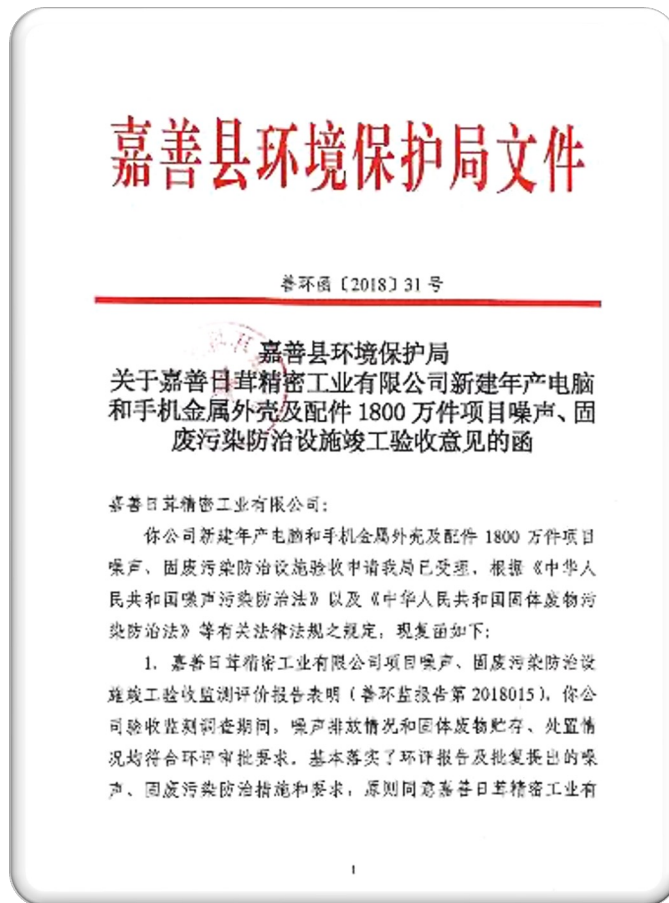 嘉善县环境保护局文件
善环函〔2018〕31号
嘉善县环境保护局
关于嘉善日茸精密工业有限公司新建年产电脑
和手机金属外壳及配件1800万件项目噪声、固
废污染防治设施竣工验收意见的函
嘉善日茸精密工业有限公司：
你公司新建年产电脑和手机金属外壳及配件1800万件项目
噪声、固废污染防治设施验收申请我局已受理，根据《中华人
民共和国噪声污染防治法》以及《中华人民共和国固体废物污
染防治法》等有关法律法规之规定，现复函如下：
1、嘉善日茸精密工业有限公司项目噪声、固废污染防治设
施竣工验收监测评价报告表明（善环监报告第2018015），你公
司验收监测调查期间，噪声排放情况和固体废物贮存、处置情
况均符合环评审批要求。基本落实了环评报告及批复提出的噪
声、固废污染防治措施和要求，原则同意嘉善日茸精密工业有
1